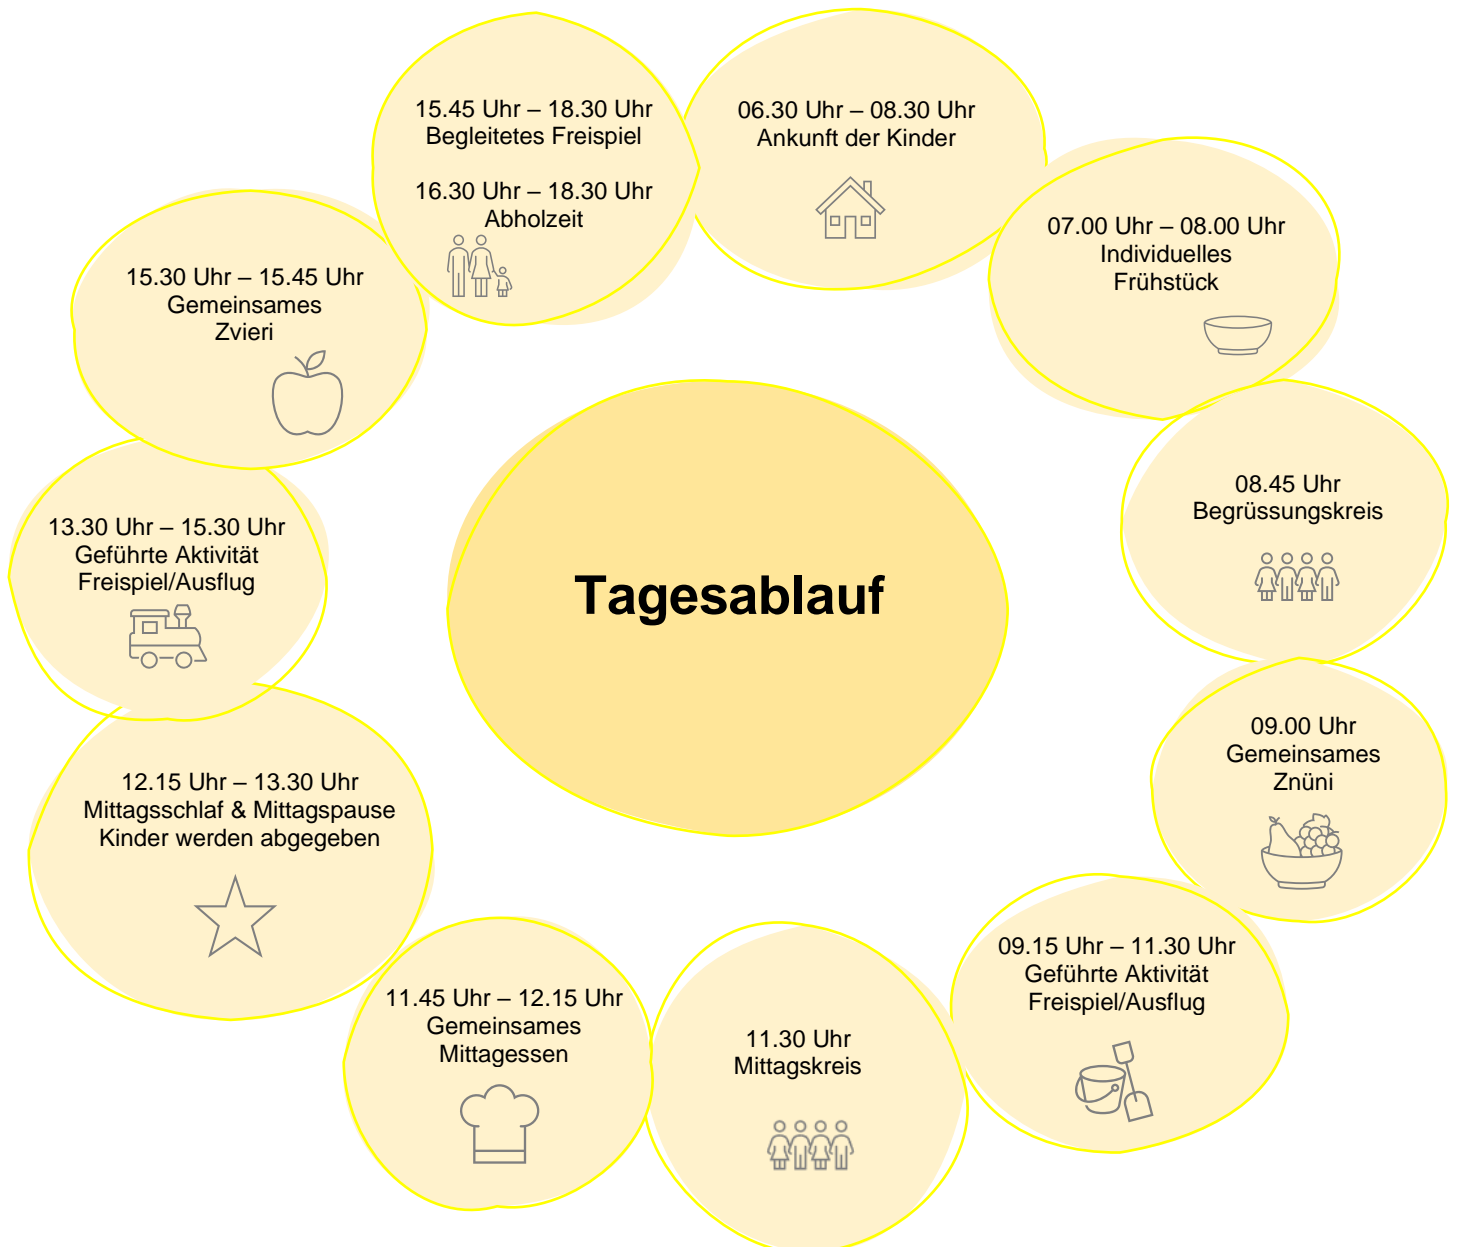 Tagesablauf
06.30 Uhr – 08.30 Uhr
Ankunft der Kinder
07.00 Uhr – 08.00 Uhr
Individuelles
Frühstück
08.45 Uhr
Begrüssungskreis
09.00 Uhr
Gemeinsames
Znüni
09.15 Uhr – 11.30 Uhr
Geführte Aktivität
Freispiel/Ausflug
11.30 Uhr
Mittagskreis
11.45 Uhr – 12.15 Uhr
Gemeinsames
Mittagessen
12.15 Uhr – 13.30 Uhr
Mittagsschlaf & Mittagspause
Kinder werden abgegeben
13.30 Uhr – 15.30 Uhr
Geführte Aktivität
Freispiel/Ausflug
15.30 Uhr – 15.45 Uhr
Gemeinsames
Zvieri
15.45 Uhr – 18.30 Uhr
Begleitetes Freispiel
16.30 Uhr – 18.30 Uhr
Abholzeit